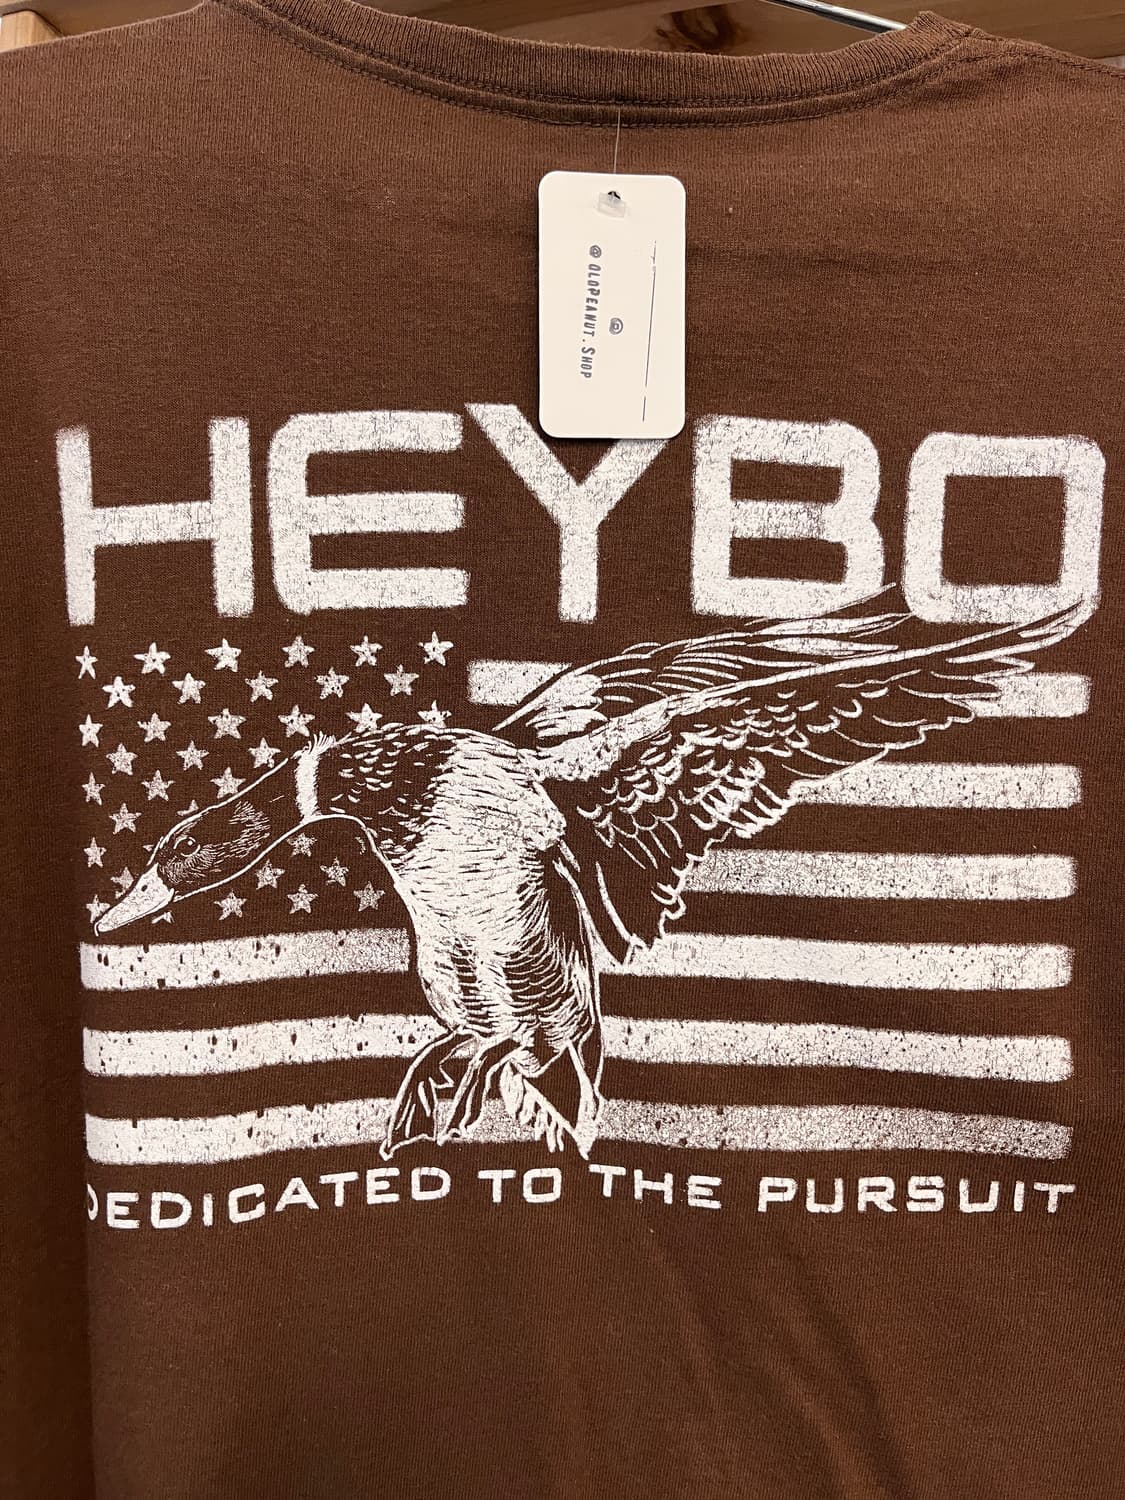 @ OLDPEANUT.SHOP
@
HEYBO
DEDICATED TO THE PURSUIT